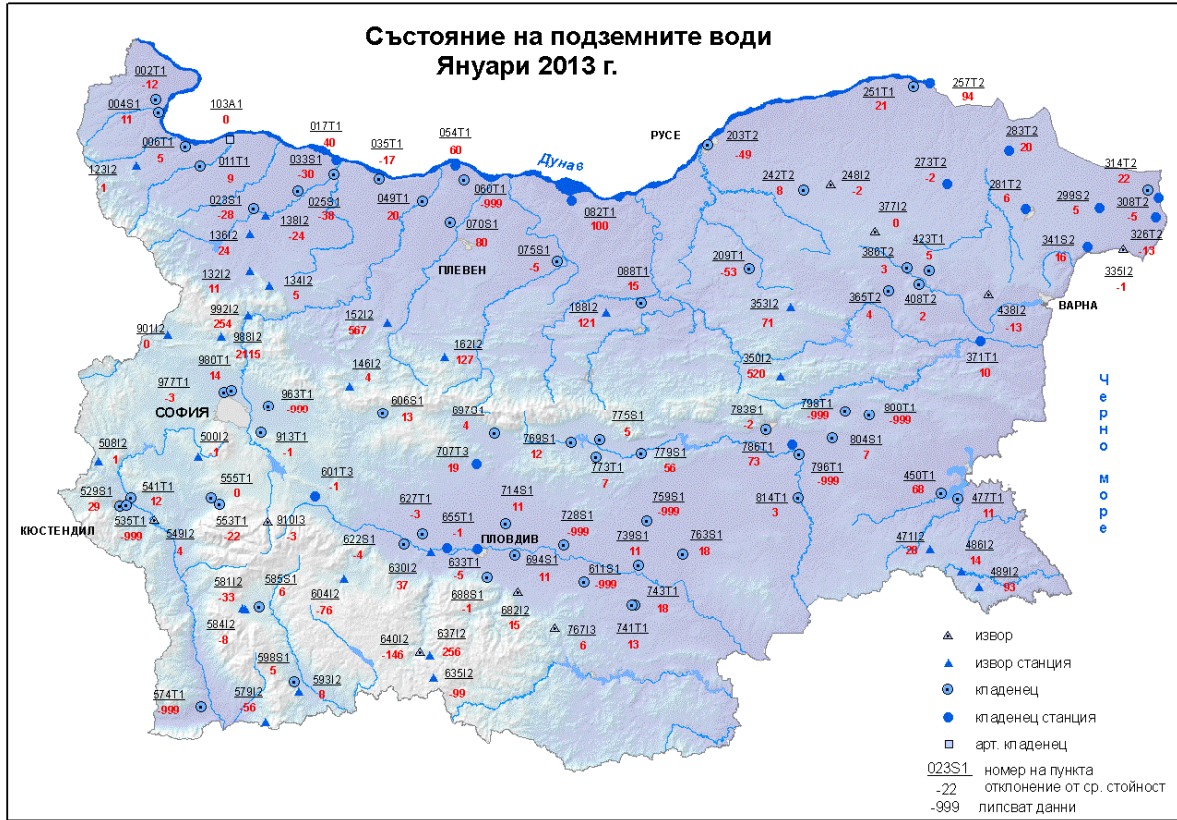 Състояние на подземните води
Януари 2013 г.
002T1
-12
004S1
11
103A1
0
006T1
5
011T1
9
123I2
1
017T1
40
033S1
-30
035T1
-17
054T1
60
Дунав
РУСЕ
203T2
-49
251T1
21
257T2
94
283T2
20
314T2
22
308T2
-5
299S2
5
281T2
6
273T2
-2
248I2
-2
242T2
8
377I2
0
326T2
-13
335I2
-1
341S2
16
423T1
5
386T2
3
023S1
-28
025S1
-38
138I2
-24
136I2
24
049T1
20
060T1
-999
070S1
80
082T1
100
075S1
-5
088T1
15
209T1
-53
ПЛЕВЕН
132I2
11
134I2
5
365T2
4
408T2
2
438I2
-13
ВАРНА
353I2
71
188I2
121
152I2
567
992I2
254
901I2
0
988I2
2115
162I2
127
350I2
520
371T1
10
146I2
4
980T1
14
977T1
-3
СОФИЯ
963T1
-999
606S1
13
697S1
4
775S1
5
783S1
-2
798T1
-999
800T1
-999
804S1
7
Черно море
500I2
-1
913T1
-1
508I2
1
769S1
12
773T1
7
779S1
56
786T1
73
796T1
-999
707T3
19
601T3
-1
555T1
0
529S1
29
541T1
12
КЮСТЕНДИЛ
535T1
-999
549I2
4
553T1
-22
910I3
-3
627T1
-3
655T1
-1
714S1
11
728S1
-999
759S1
-999
814T1
3
450T1
68
477T1
11
622S1
-4
ПЛОВДИВ
739S1
11
763S1
18
471I2
28
486I2
14
489I2
93
630I2
37
633T1
-5
694S1
11
611S1
-999
688S1
-1
682I2
15
743T1
18
741T1
13
767I3
6
581I2
-33
585S1
6
604I2
-76
584I2
-8
640I2
-146
637I2
256
635I2
-99
598S1
5
593I2
8
574T1
-999
579I2
-56
извор
извор станция
кладенец
кладенец станция
арт. кладенец
023S1 номер на пункта
-22 отклонение от ср. стойност
-999 липсват данни